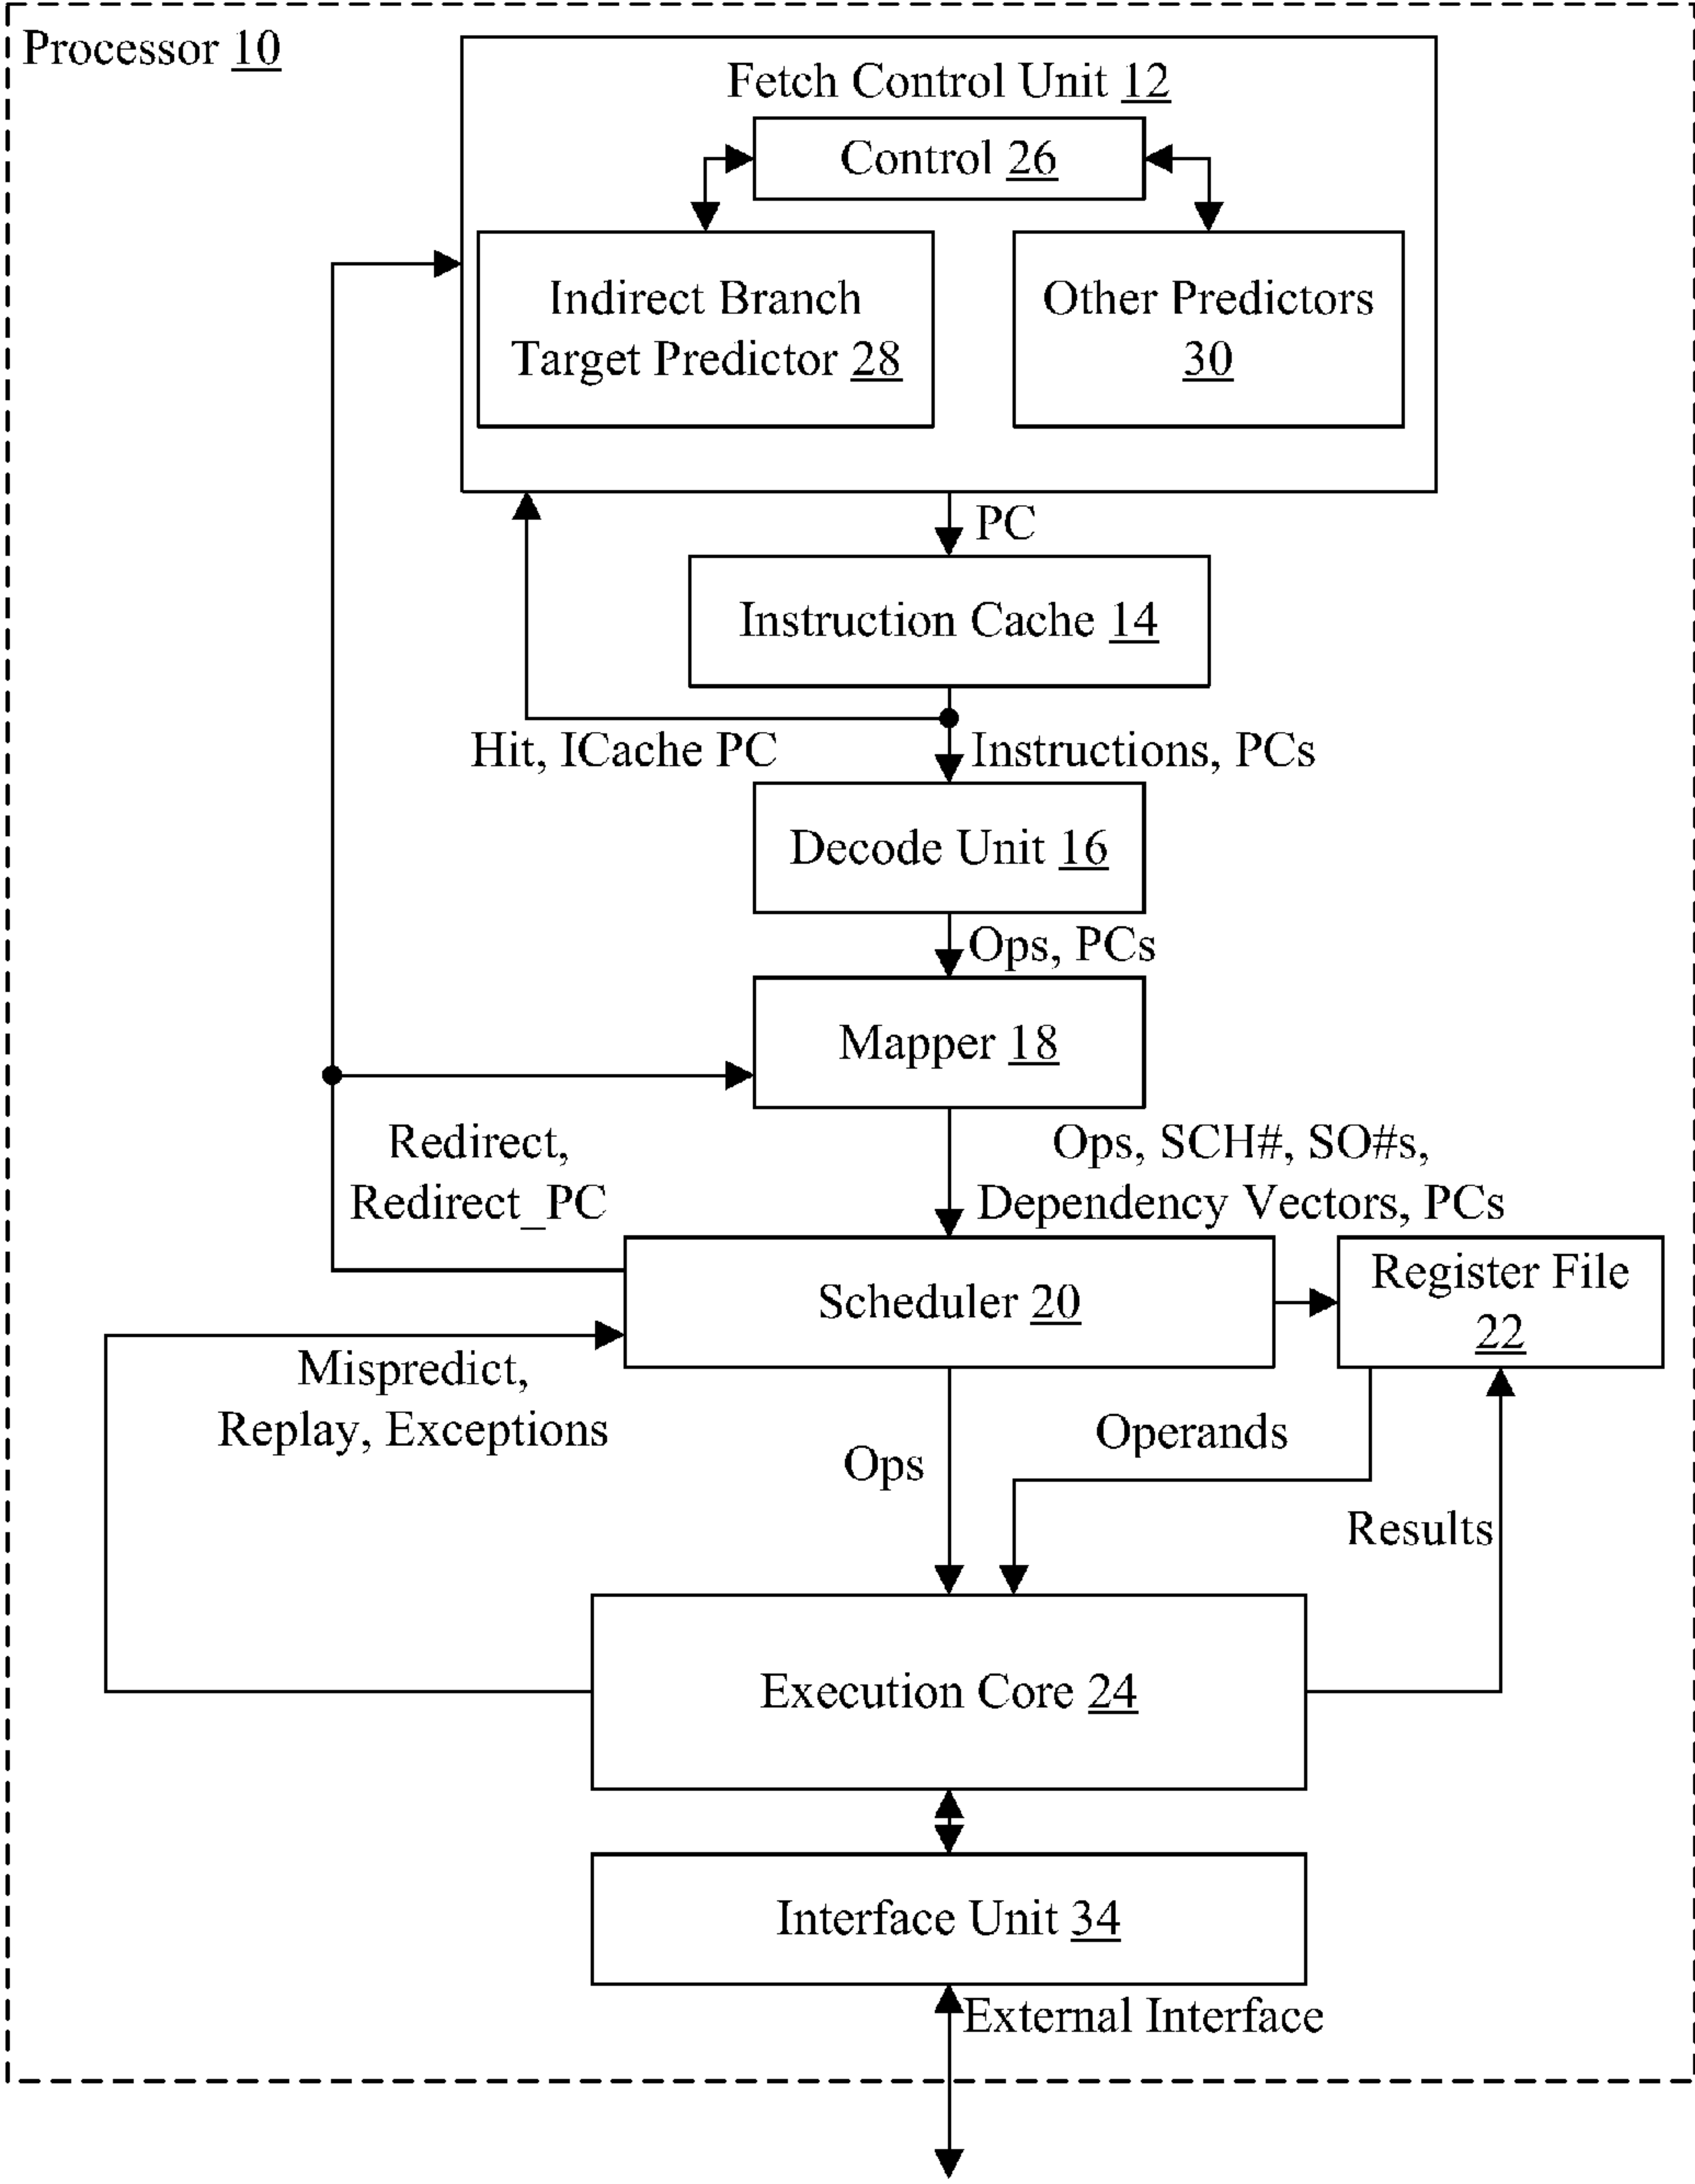 Processor 10
Fetch Control Unit 12
Control 26
Indirect Branch
Target Predictor 28
Other Predictors
30
PC
Instruction Cache 14
Hit, ICache PC
Instructions, PCs
Decode Unit 16
Ops, PCs
Mapper 18
Redirect,
Redirect_PC
Ops, SCH#, SO#s,
Dependency Vectors, PCs
Scheduler 20
Register File
22
Mispredict,
Replay, Exceptions
Ops
Operands
Results
Execution Core 24
Interface Unit 34
External Interface